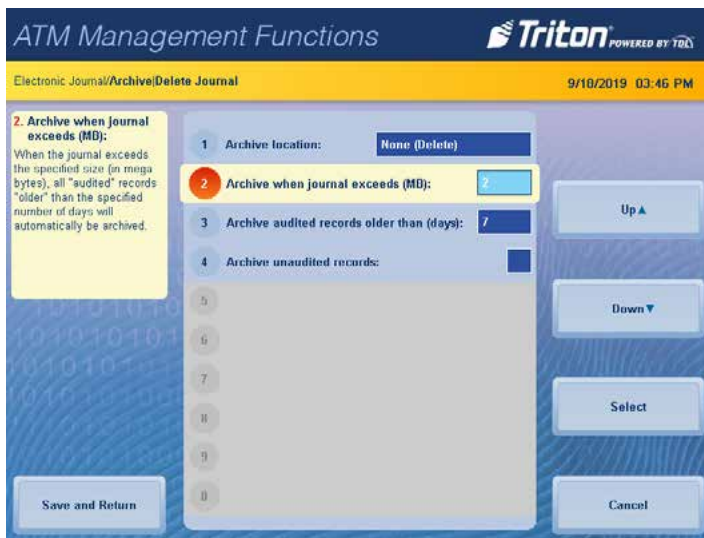 ATM Management Functions
Triton POWERED BY TDL
Electronic Journal/Archive|Delete Journal
9/18/2019 03:46 PM
2. Archive when journal
exceeds (MB):
When the journal exceeds
the specified size (in mega
bytes), all "audited" records
"older" than the specified
number of days will
automatically be archived.
1 Archive location: None (Delete)
2 Archive when journal exceeds (MB): 2
3 Archive audited records older than (days): 7
4 Archive unaudited records:
5
6
7
8
9
0
Up▲
Down▼
Select
Save and Return
Cancel